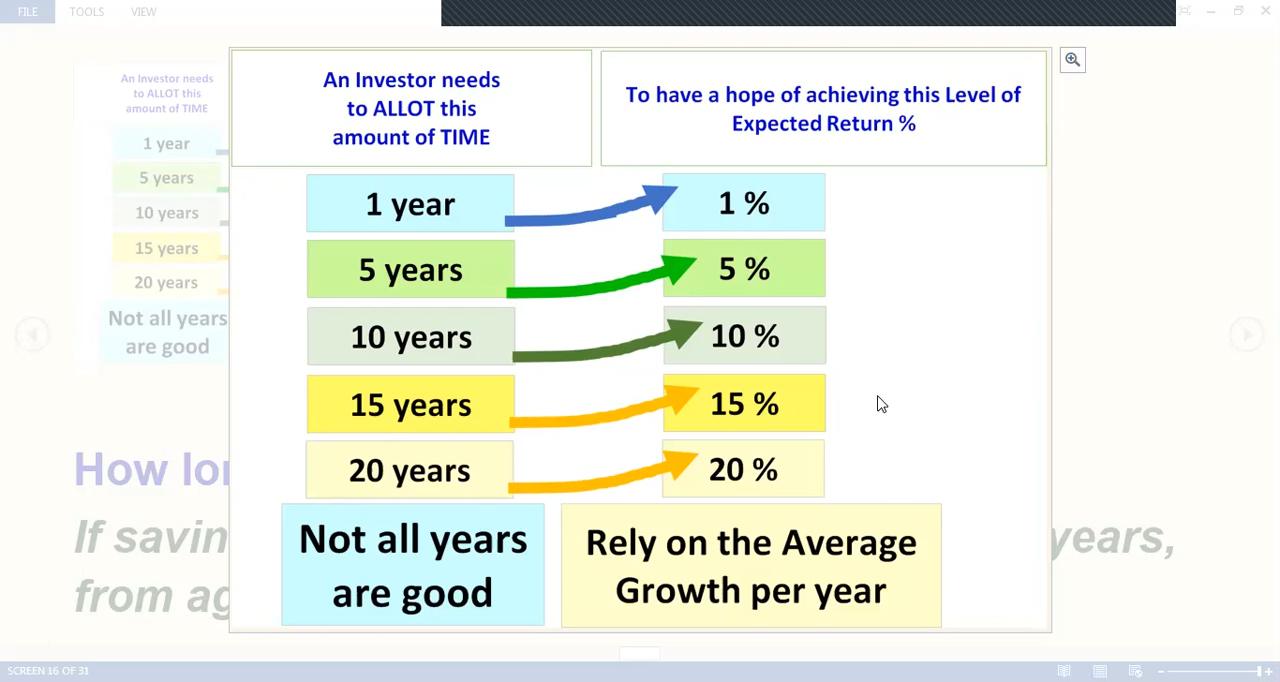 FILE TOOLS VIEW
An Investor needs
to ALLOT this
amount of TIME
1 year
5 years
10 years
15 years
20 years
Not all years
are good
An Investor needs
to ALLOT this
amount of TIME
To have a hope of achieving this Level of
Expected Return %
1 year 1 %
5 years 5 %
10 years 10 %
15 years 15 %
20 years 20 %
Not all years
are good
Rely on the Average
Growth per year
How
If
years,
from
SCREEN 16 OF 31